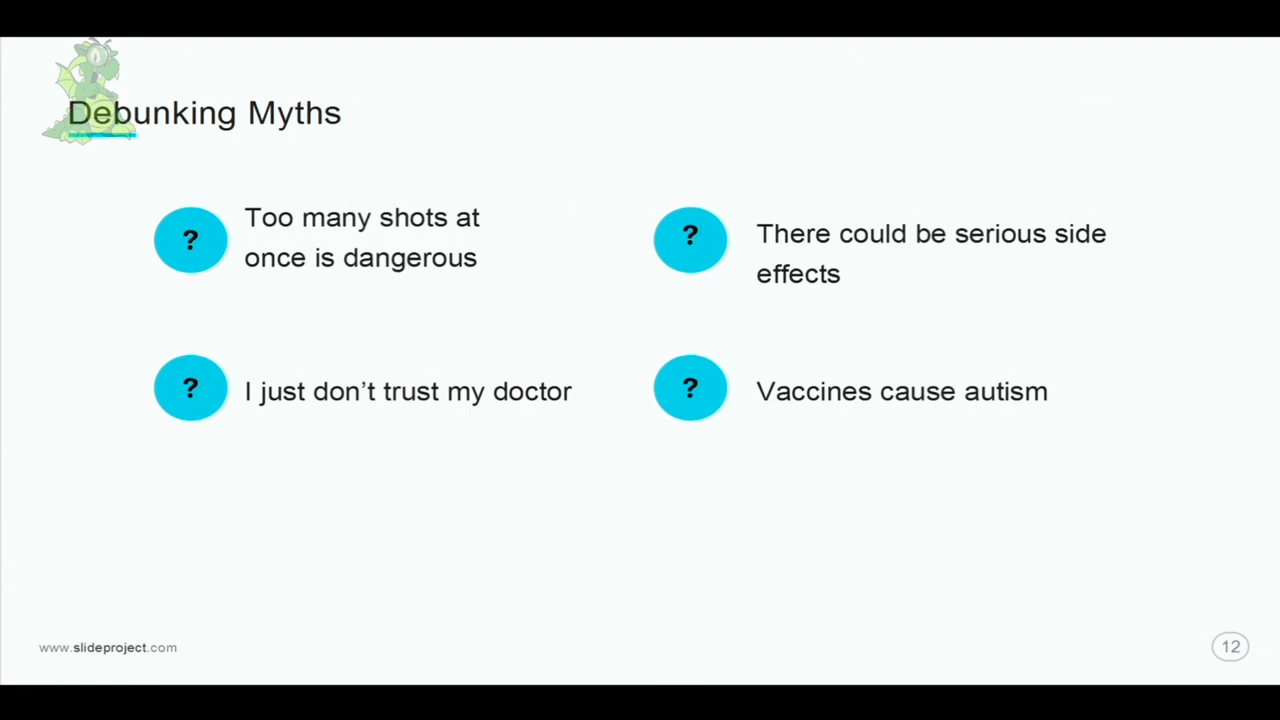 Debunking Myths
?
Too many shots at
once is dangerous
?
There could be serious side
effects
?
I just don’t trust my doctor
?
Vaccines cause autism
www.slideproject.com
12